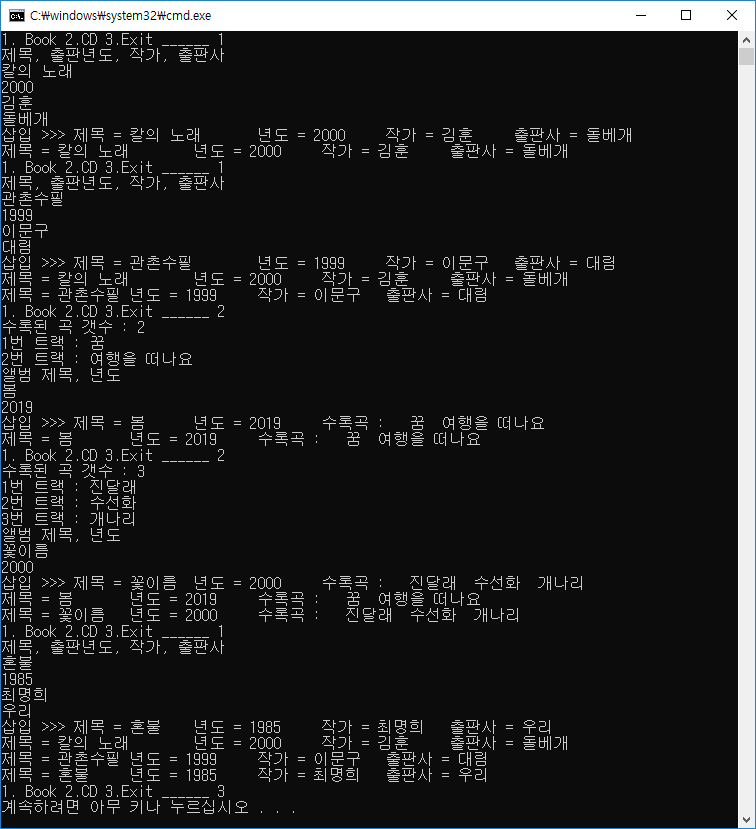 C:₩windows₩system32₩cmd.exe
1. Book 2.CD 3.Exit ______ 1
제목, 출판년도, 작가, 출판사
칼의 노래
2000
김훈
돌베개
삽입 >>> 제목 = 칼의 노래 년도 = 2000 작가 = 김훈 출판사 = 돌베개
제목 = 칼의 노래 년도 = 2000 작가 = 김훈 출판사 = 돌베개
1. Book 2.CD 3.Exit ______ 1
제목, 출판년도, 작가, 출판사
관촌수필
1999
이문구
대림
삽입 >>> 제목 = 관촌수필 년도 = 1999 작가 = 이문구 출판사 = 대림
제목 = 칼의 노래 년도 = 2000 작가 = 김훈 출판사 = 돌베개
제목 = 관촌수필 년도 = 1999 작가 = 이문구 출판사 = 대림
1. Book 2.CD 3.Exit ______ 2
수록된 곡 갯수 : 2
1번 트랙 : 꿈
2번 트랙 : 여행을 떠나요
앨범 제목, 년도
봄
2019
삽입 >>> 제목 = 봄 년도 = 2019 수록곡 : 꿈 여행을 떠나요
제목 = 봄 년도 = 2019 수록곡 : 꿈 여행을 떠나요
1. Book 2.CD 3.Exit ______ 2
수록된 곡 갯수 : 3
1번 트랙 : 진달래
2번 트랙 : 수선화
3번 트랙 : 개나리
앨범 제목, 년도
꽃이름
2000
삽입 >>> 제목 = 꽃이름 년도 = 2000 수록곡 : 진달래 수선화 개나리
제목 = 봄 년도 = 2019 수록곡 : 꿈 여행을 떠나요
제목 = 꽃이름 년도 = 2000 수록곡 : 진달래 수선화 개나리
1. Book 2.CD 3.Exit ______ 1
제목, 출판년도, 작가, 출판사
혼불
1985
최명희
우리
삽입 >>> 제목 = 혼불 년도 = 1985 작가 = 최명희 출판사 = 우리
제목 = 칼의 노래 년도 = 2000 작가 = 김훈 출판사 = 돌베개
제목 = 관촌수필 년도 = 1999 작가 = 이문구 출판사 = 대림
제목 = 혼불 년도 = 1985 작가 = 최명희 출판사 = 우리
1. Book 2.CD 3.Exit ______ 3
계속하려면 아무 키나 누르십시오 . . .